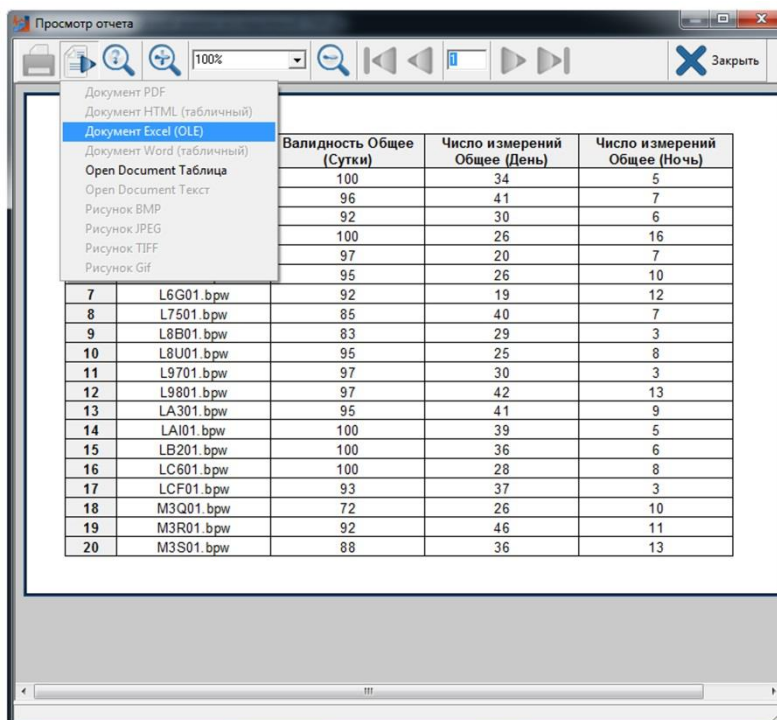 Просмотр отчета
100%
1
Закрыть
Документ PDF
Документ HTML (табличный)
Документ Excel (OLE)
Документ Word (табличный)
Open Document Таблица
Open Document Текст
Рисунок BMP
Рисунок JPEG
Рисунок TIFF
Рисунок Gif
Валидность Общее (Сутки) Число измерений Общее (День) Число измерений Общее (Ночь)
100 34 5
96 41 7
92 30 6
100 26 16
97 20 7
95 26 10
7 L6G01.bpw 92 19 12
8 L7501.bpw 85 40 7
9 L8B01.bpw 83 29 3
10 L8U01.bpw 95 25 8
11 L9701.bpw 97 30 3
12 L9801.bpw 97 42 13
13 LA301.bpw 95 41 9
14 LAI01.bpw 100 39 5
15 LB201.bpw 100 36 6
16 LC601.bpw 100 28 8
17 LCF01.bpw 93 37 3
18 M3Q01.bpw 72 26 10
19 M3R01.bpw 92 46 11
20 M3S01.bpw 88 36 13